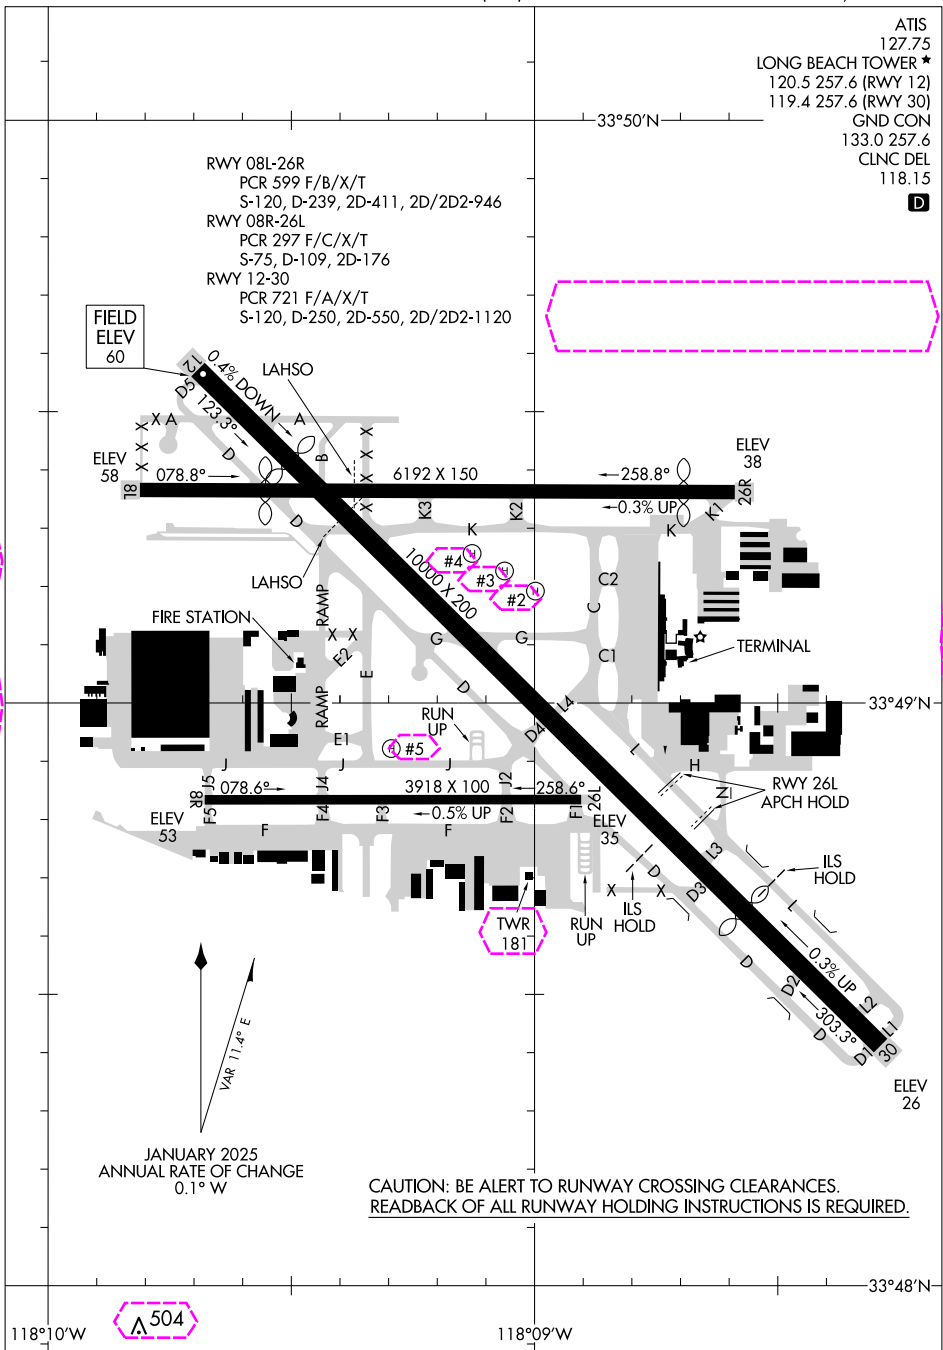 ATIS
127.75
LONG BEACH TOWER ★
120.5 257.6 (RWY 12)
119.4 257.6 (RWY 30)
GND CON
133.0 257.6
CLNC DEL
118.15
D
33°50'N
RWY 08L-26R
PCR 599 F/B/X/T
S-120, D-239, 2D-411, 2D/2D2-946
RWY 08R-26L
PCR 297 F/C/X/T
S-75, D-109, 2D-176
RWY 12-30
PCR 721 F/A/X/T
S-120, D-250, 2D-550, 2D/2D2-1120
FIELD
ELEV
60
12
0.4% DOWN
LAHSO
D5
123.3°
X A
A
X
X
X
X
X
X
X
D
B
ELEV
58
8L
078.8°
6192 X 150
258.8°
0.3% UP
ELEV
38
26R
K1
K3
K2
K
K
D
LAHSO
10000 X 200
#4
H
#3
H
#2
H
C2
C
C1
RAMP
FIRE STATION
X X
E2
E
G
G
D
TERMINAL
RAMP
33°49'N
L4
D4
L
RUN
UP
E1
H
#5
J
J
J
H
RWY 26L
APCH HOLD
N
J5
J4
J2
8R
078.6°
3918 X 100
258.6°
26L
0.5% UP
F5
F4
F3
F2
F1
F
F
ELEV
53
ELEV
35
L3
D
D3
ILS
HOLD
X
X
L
TWR
181
RUN
UP
ILS
HOLD
D
D2
0.3% UP
303.3°
D
L2
L1
D1
30
ELEV
26
VAR 11.4° E
JANUARY 2025
ANNUAL RATE OF CHANGE
0.1° W
CAUTION: BE ALERT TO RUNWAY CROSSING CLEARANCES.
READBACK OF ALL RUNWAY HOLDING INSTRUCTIONS IS REQUIRED.
33°48'N
504
118°10'W
118°09'W